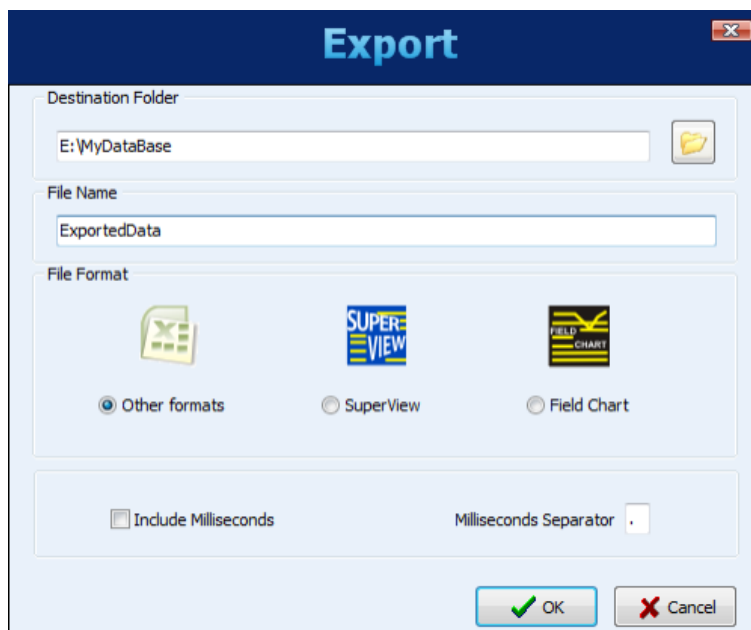 Export
Destination Folder
E:\MyDataBase
File Name
ExportedData
File Format
SUPER
VIEW
FIELD
CHART
Other formats
SuperView
Field Chart
Include Milliseconds
Milliseconds Separator .
OK
Cancel